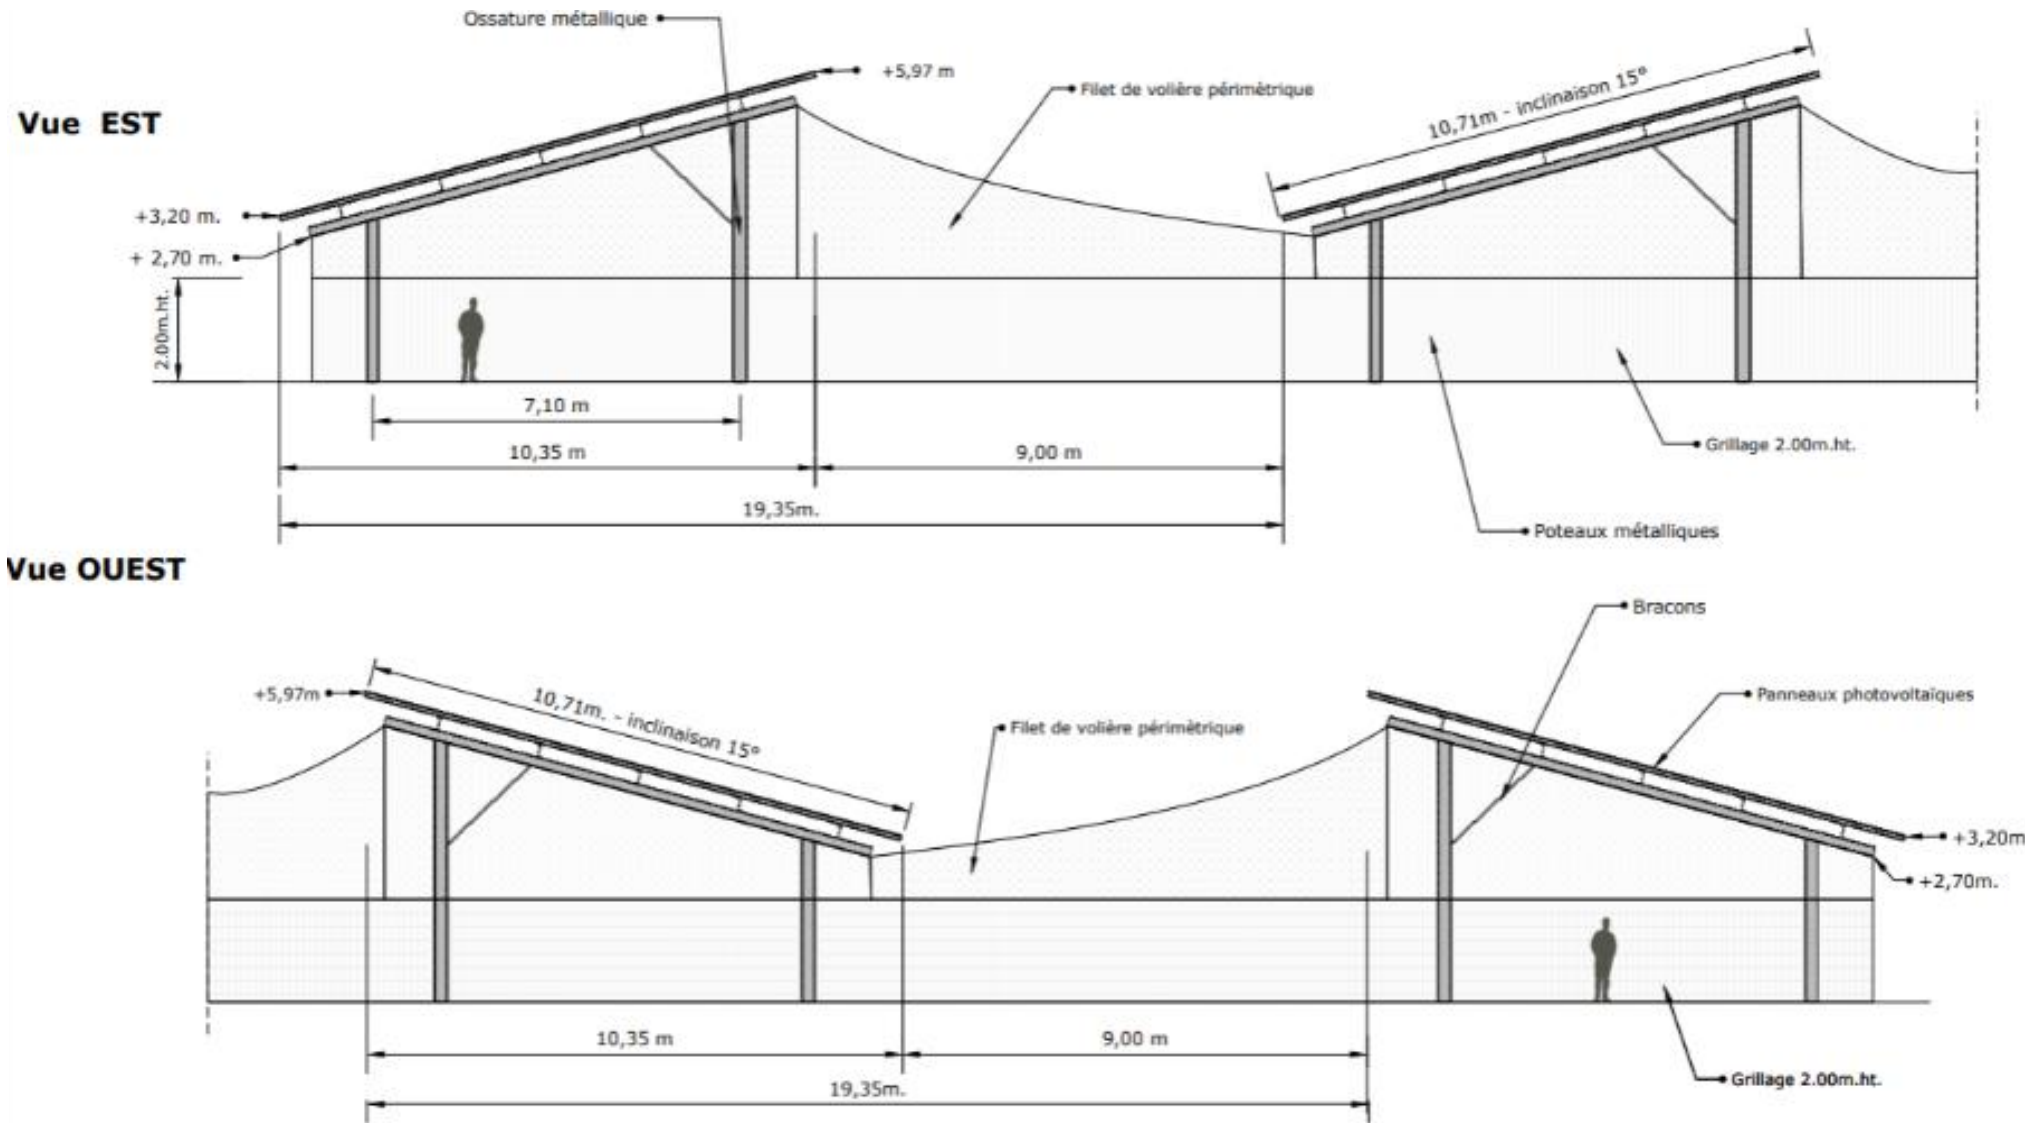 Ossature métallique
+5,97 m
Filet de volière périmètrique
10,71m - inclinaison 15°
Vue EST
+3,20 m.
+ 2,70 m.
2.00m.ht.
7,10 m
10,35 m
9,00 m
Grillage 2.00m.ht.
19,35m.
Poteaux métalliques
Vue OUEST
Bracons
+5,97m
10,71m. - inclinaison 15°
Filet de volière périmètrique
Panneaux photovoltaïques
+3,20m
+2,70m.
10,35 m
9,00 m
Grillage 2.00m.ht.
19,35m.